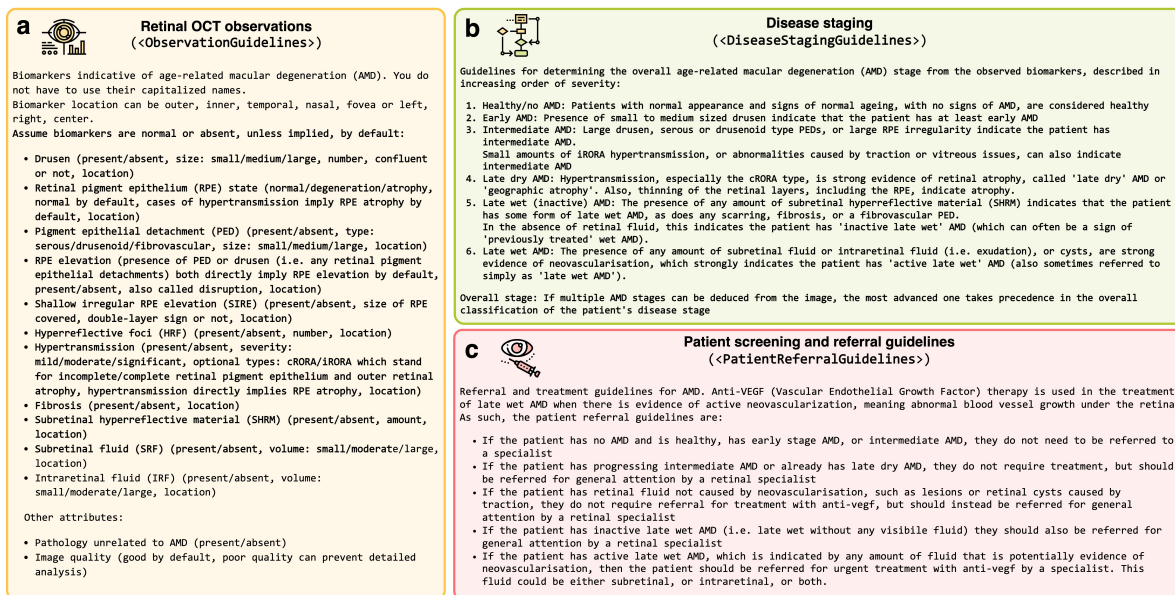 a
Retinal OCT observations
(<ObservationGuidelines>)
Biomarkers indicative of age-related macular degeneration (AMD). You do
not have to use their capitalized names.
Biomarker location can be outer, inner, temporal, nasal, fovea or left,
right, center.
Assume biomarkers are normal or absent, unless implied, by default:
• Drusen (present/absent, size: small/medium/large, number, confluent
or not, location)
• Retinal pigment epithelium (RPE) state (normal/degeneration/atrophy,
normal by default, cases of hypertransmission imply RPE atrophy by
default, location)
• Pigment epithelial detachment (PED) (present/absent, type:
serous/drusenoid/fibrovascular, size: small/medium/large, location)
• RPE elevation (presence of PED or drusen (i.e. any retinal pigment
epithelial detachments) both directly imply RPE elevation by default,
present/absent, also called disruption, location)
• Shallow irregular RPE elevation (SIRE) (present/absent, size of RPE
covered, double-layer sign or not, location)
• Hyperreflective foci (HRF) (present/absent, number, location)
• Hypertransmission (present/absent, severity:
mild/moderate/significant, optional types: cRORA/iRORA which stand
for incomplete/complete retinal pigment epithelium and outer retinal
atrophy, hypertransmission directly implies RPE atrophy, location)
• Fibrosis (present/absent, location)
• Subretinal hyperreflective material (SHRM) (present/absent, amount,
location)
• Subretinal fluid (SRF) (present/absent, volume: small/moderate/large,
location)
• Intraretinal fluid (IRF) (present/absent, volume:
small/moderate/large, location)
Other attributes:
• Pathology unrelated to AMD (present/absent)
• Image quality (good by default, poor quality can prevent detailed
analysis)
b
Disease staging
(<DiseaseStagingGuidelines>)
Guidelines for determining the overall age-related macular degeneration (AMD) stage from the observed biomarkers, described in
increasing order of severity:
1. Healthy/no AMD: Patients with normal appearance and signs of normal ageing, with no signs of AMD, are considered healthy
2. Early AMD: Presence of small to medium sized drusen indicate that the patient has at least early AMD
3. Intermediate AMD: Large drusen, serous or drusenoid type PEDs, or large RPE irregularity indicate the patient has
intermediate AMD.
Small amounts of iRORA hypertransmission, or abnormalities caused by traction or vitreous issues, can also indicate
intermediate AMD
4. Late dry AMD: Hypertransmission, especially the cRORA type, is strong evidence of retinal atrophy, called 'late dry' AMD or
'geographic atrophy'. Also, thinning of the retinal layers, including the RPE, indicate atrophy.
5. Late wet (inactive) AMD: The presence of any amount of subretinal hyperreflective material (SHRM) indicates that the patient
has some form of late wet AMD, as does any scarring, fibrosis, or a fibrovascular PED.
In the absence of retinal fluid, this indicates the patient has 'inactive late wet' AMD (which can often be a sign of
'previously treated' wet AMD).
6. Late wet AMD: The presence of any amount of subretinal fluid or intraretinal fluid (i.e. exudation), or cysts, are strong
evidence of neovascularisation, which strongly indicates the patient has 'active late wet' AMD (also sometimes referred to
simply as 'late wet AMD').
Overall stage: If multiple AMD stages can be deduced from the image, the most advanced one takes precedence in the overall
classification of the patient's disease stage
c
Patient screening and referral guidelines
(<PatientReferralGuidelines>)
Referral and treatment guidelines for AMD. Anti-VEGF (Vascular Endothelial Growth Factor) therapy is used in the treatment
of late wet AMD when there is evidence of active neovascularization, meaning abnormal blood vessel growth under the retina
As such, the patient referral guidelines are:
• If the patient has no AMD and is healthy, has early stage AMD, or intermediate AMD, they do not need to be referred to
a specialist
• If the patient has progressing intermediate AMD or already has late dry AMD, they do not require treatment, but should
be referred for general attention by a retinal specialist
• If the patient has retinal fluid not caused by neovascularisation, such as lesions or retinal cysts caused by
traction, they do not require referral for treatment with anti-vegf, but should instead be referred for general
attention by a retinal specialist
• If the patient has inactive late wet AMD (i.e. late wet without any visibile fluid) they should also be referred for
general attention by a retinal specialist
• If the patient has active late wet AMD, which is indicated by any amount of fluid that is potentially evidence of
neovascularisation, then the patient should be referred for urgent treatment with anti-vegf by a specialist. This
fluid could be either subretinal, or intraretinal, or both.